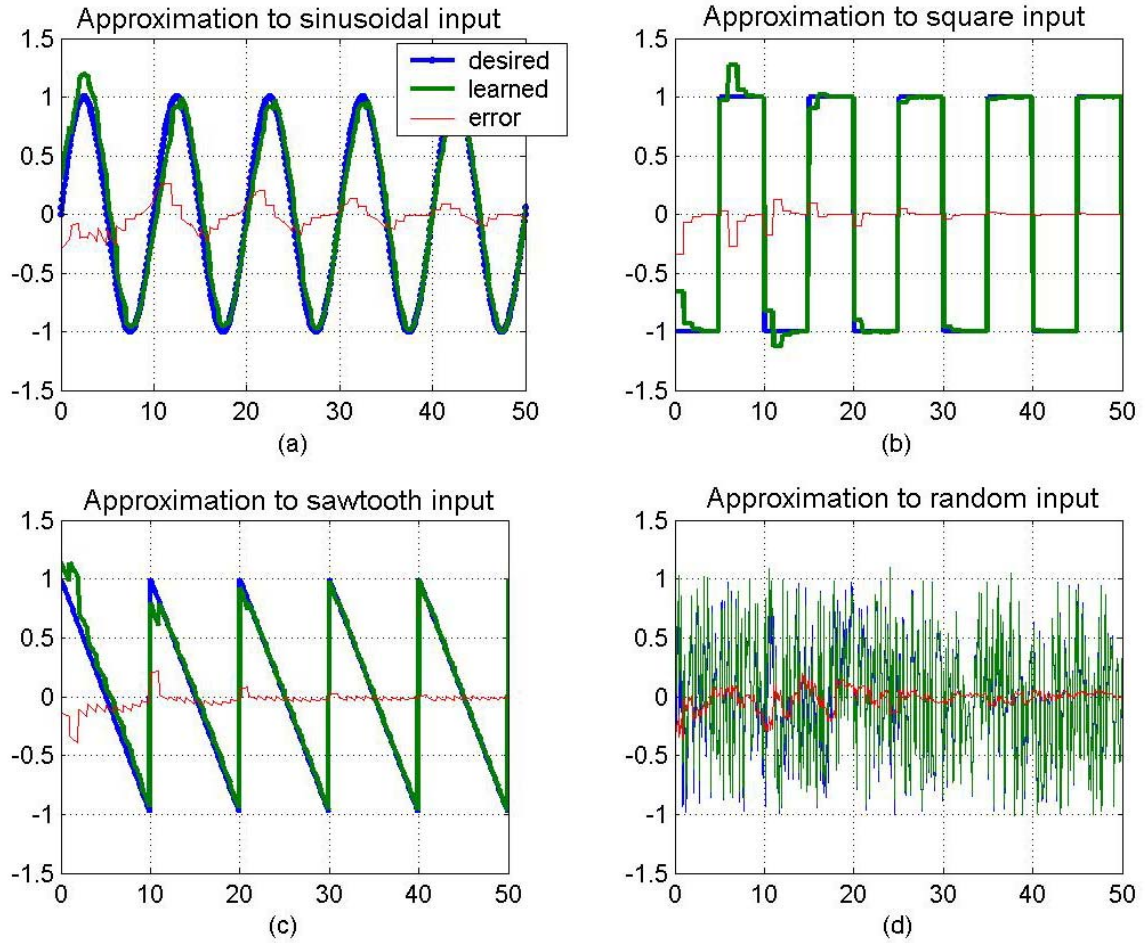 Approximation to sinusoidal input
1.5
1
0.5
0
-0.5
-1
-1.5
0 10 20 30 40 50
(a)
desired
learned
error
Approximation to square input
1.5
1
0.5
0
-0.5
-1
-1.5
0 10 20 30 40 50
(b)
Approximation to sawtooth input
1.5
1
0.5
0
-0.5
-1
-1.5
0 10 20 30 40 50
(c)
Approximation to random input
1.5
1
0.5
0
-0.5
-1
-1.5
0 10 20 30 40 50
(d)